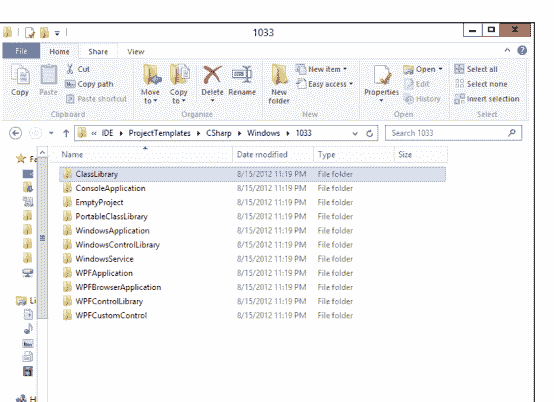 1033
File Home Share View
Copy Paste Cut Copy path Paste shortcut Move to Copy to Delete Rename New folder New item Easy access Properties Open Edit History Select all Select none Invert selection
Clipboard Organize New Open Select
« IDE ▸ ProjectTemplates ▸ CSharp ▸ Windows ▸ 1033 Search 1033
Fa Name Date modified Type Size
ClassLibrary 8/15/2012 11:19 PM File folder
ConsoleApplication 8/15/2012 11:19 PM File folder
EmptyProject 8/15/2012 11:19 PM File folder
PortableClassLibrary 8/15/2012 11:19 PM File folder
WindowsApplication 8/15/2012 11:19 PM File folder
WindowsControlLibrary 8/15/2012 11:19 PM File folder
WindowsService 8/15/2012 11:19 PM File folder
WPFApplication 8/15/2012 11:19 PM File folder
WPFBrowserApplication 8/15/2012 11:19 PM File folder
WPFControlLibrary 8/15/2012 11:19 PM File folder
WPFCustomControl 8/15/2012 11:19 PM File folder
Li
H